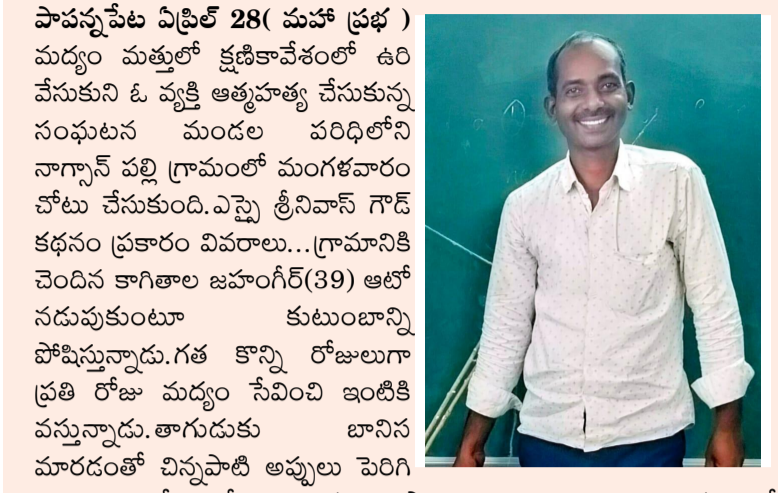 పాపన్నపేట ఏప్రిల్ 28( మహా ప్రభ )
మద్యం మత్తులో క్షణికావేశంలో ఉరి
వేసుకుని ఓ వ్యక్తి ఆత్మహత్య చేసుకున్న
సంఘటన మండల పరిధిలోని
నాగ్సాన్ పల్లి గ్రామంలో మంగళవారం
చోటు చేసుకుంది.ఎస్సై శ్రీనివాస్ గౌడ్
కథనం ప్రకారం వివరాలు...గ్రామానికి
చెందిన కాగితాల జహంగీర్(39) ఆటో
నడుపుకుంటూ కుటుంబాన్ని
పోషిస్తున్నాడు.గత కొన్ని రోజులుగా
ప్రతి రోజు మద్యం సేవించి ఇంటికి
వస్తున్నాడు.తాగుడుకు బానిస
మారడంతో చిన్నపాటి అప్పులు పెరిగి